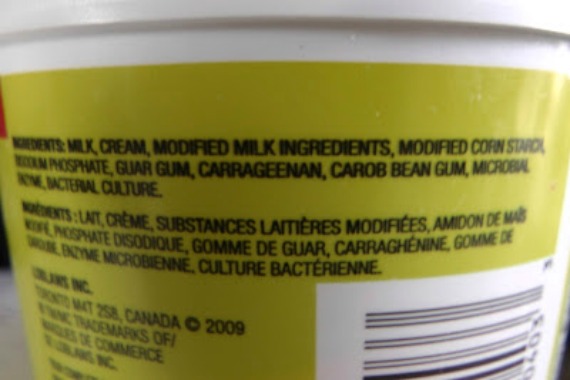 INGREDIENTS: MILK, CREAM, MODIFIED MILK INGREDIENTS, MODIFIED CORN STARCH,
DISODIUM PHOSPHATE, GUAR GUM, CARRAGEENAN, CAROB BEAN GUM, MICROBIAL
ENZYME, BACTERIAL CULTURE.
INGRÉDIENTS : LAIT, CRÈME, SUBSTANCES LAITIÈRES MODIFIÉES, AMIDON DE MAÏS
MODIFIÉ, PHOSPHATE DISODIQUE, GOMME DE GUAR, CARRAGHÉNINE, GOMME DE
CAROUBE, ENZYME MICROBIENNE, CULTURE BACTÉRIENNE.
LOBLAWS INC.
TORONTO M4T 2S8, CANADA © 2009
TRADEMARKS OF/
MARQUES DE COMMERCE
DE LOBLAWS INC.